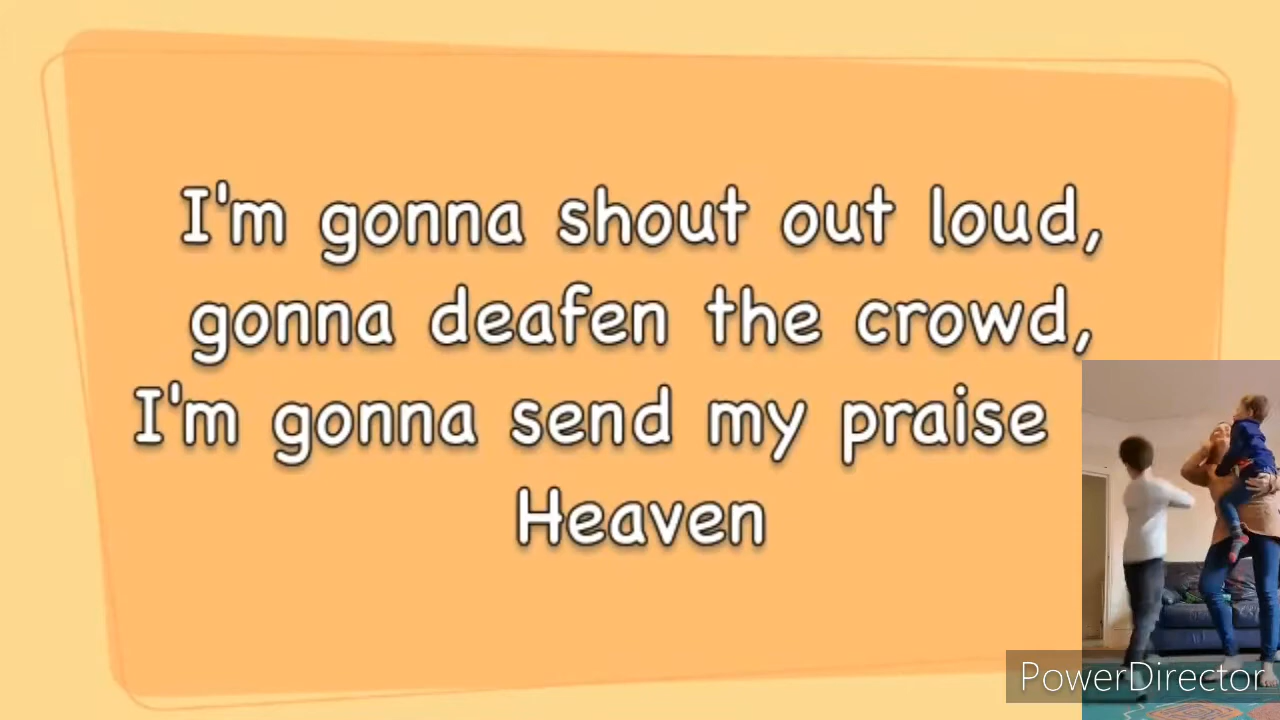 I'm gonna shout out loud,
gonna deafen the crowd,
I'm gonna send my praise
Heaven
PowerDirector